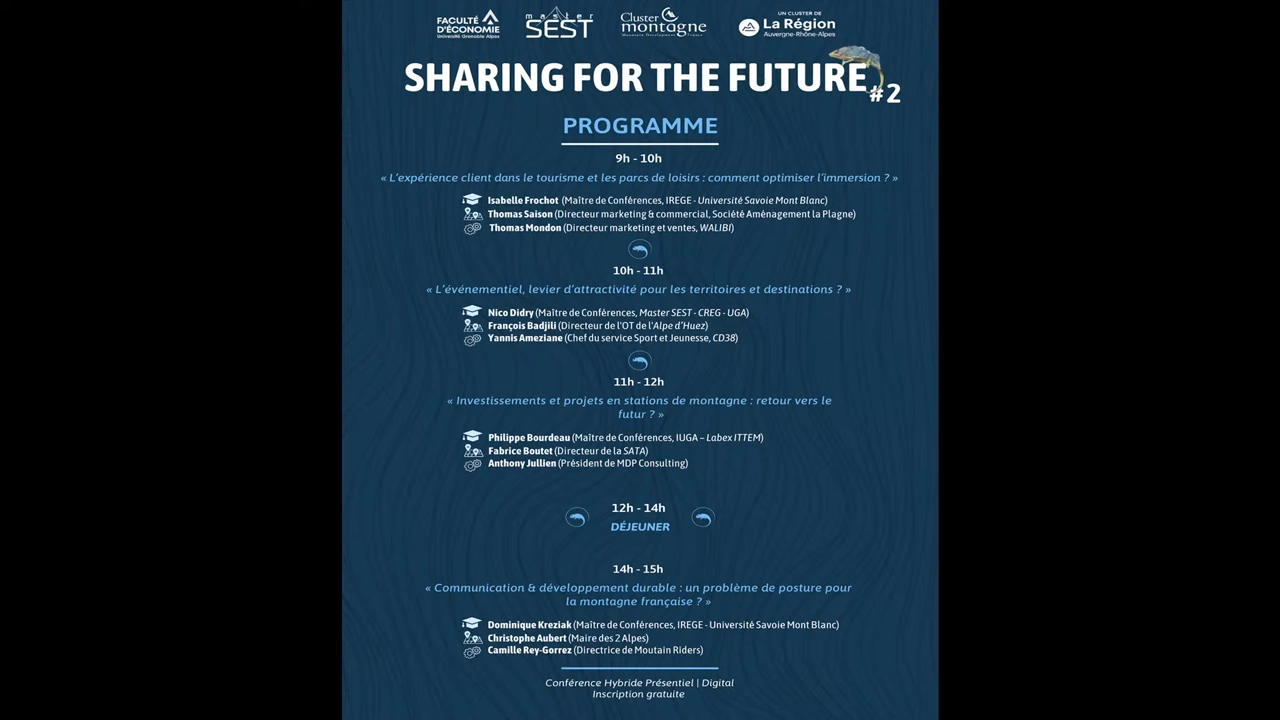 FACULTÉ
D'ÉCONOMIE
Université Grenoble Alpes
master
SEST
Cluster
montagne
Mountain Development France
UN CLUSTER DE
La Région
Auvergne-Rhône-Alpes
SHARING FOR THE FUTURE
#2
PROGRAMME
9h - 10h
« L'expérience client dans le tourisme et les parcs de loisirs : comment optimiser l'immersion ? »
Isabelle Frochot (Maître de Conférences, IREGE - Université Savoie Mont Blanc)
Thomas Saison (Directeur marketing & commercial, Société Aménagement la Plagne)
Thomas Mondon (Directeur marketing et ventes, WALIBI)
10h - 11h
« L'événementiel, levier d'attractivité pour les territoires et destinations ? »
Nico Didry (Maître de Conférences, Master SEST - CREG - UGA)
François Badjili (Directeur de l'OT de l'Alpe d'Huez)
Yannis Ameziane (Chef du service Sport et Jeunesse, CD38)
11h - 12h
« Investissements et projets en stations de montagne : retour vers le
futur ? »
Philippe Bourdeau (Maître de Conférences, IUGA – Labex ITTEM)
Fabrice Boutet (Directeur de la SATA)
Anthony Jullien (Président de MDP Consulting)
12h - 14h
DÉJEUNER
14h - 15h
« Communication & développement durable : un problème de posture pour
la montagne française ? »
Dominique Kreziak (Maître de Conférences, IREGE - Université Savoie Mont Blanc)
Christophe Aubert (Maire des 2 Alpes)
Camille Rey-Gorrez (Directrice de Moutain Riders)
Conférence Hybride Présentiel | Digital
Inscription gratuite